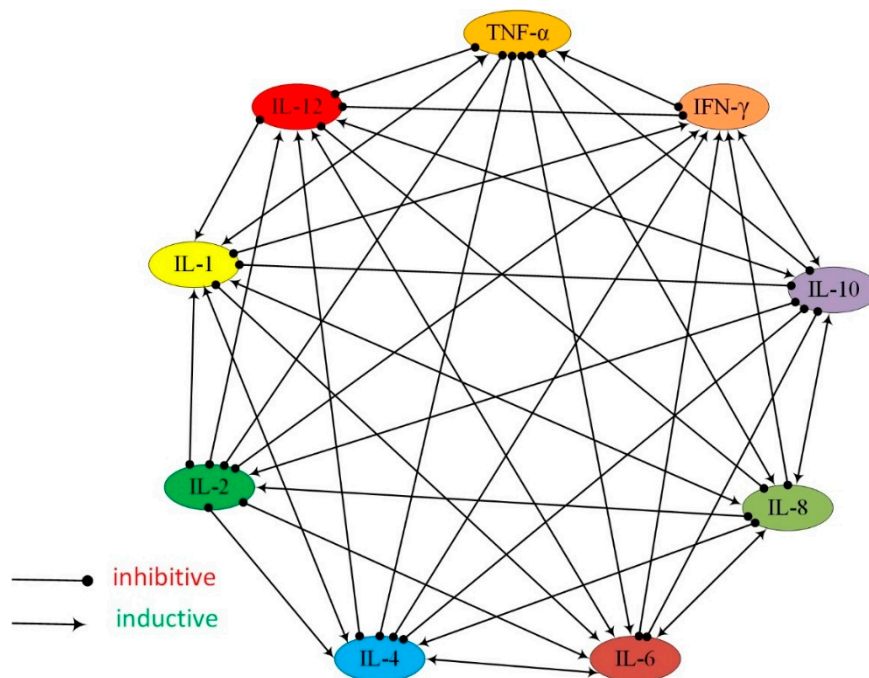 TNF-α
IL-12
IFN-γ
IL-1
IL-10
IL-2
IL-8
inhibitive
inductive
IL-4
IL-6